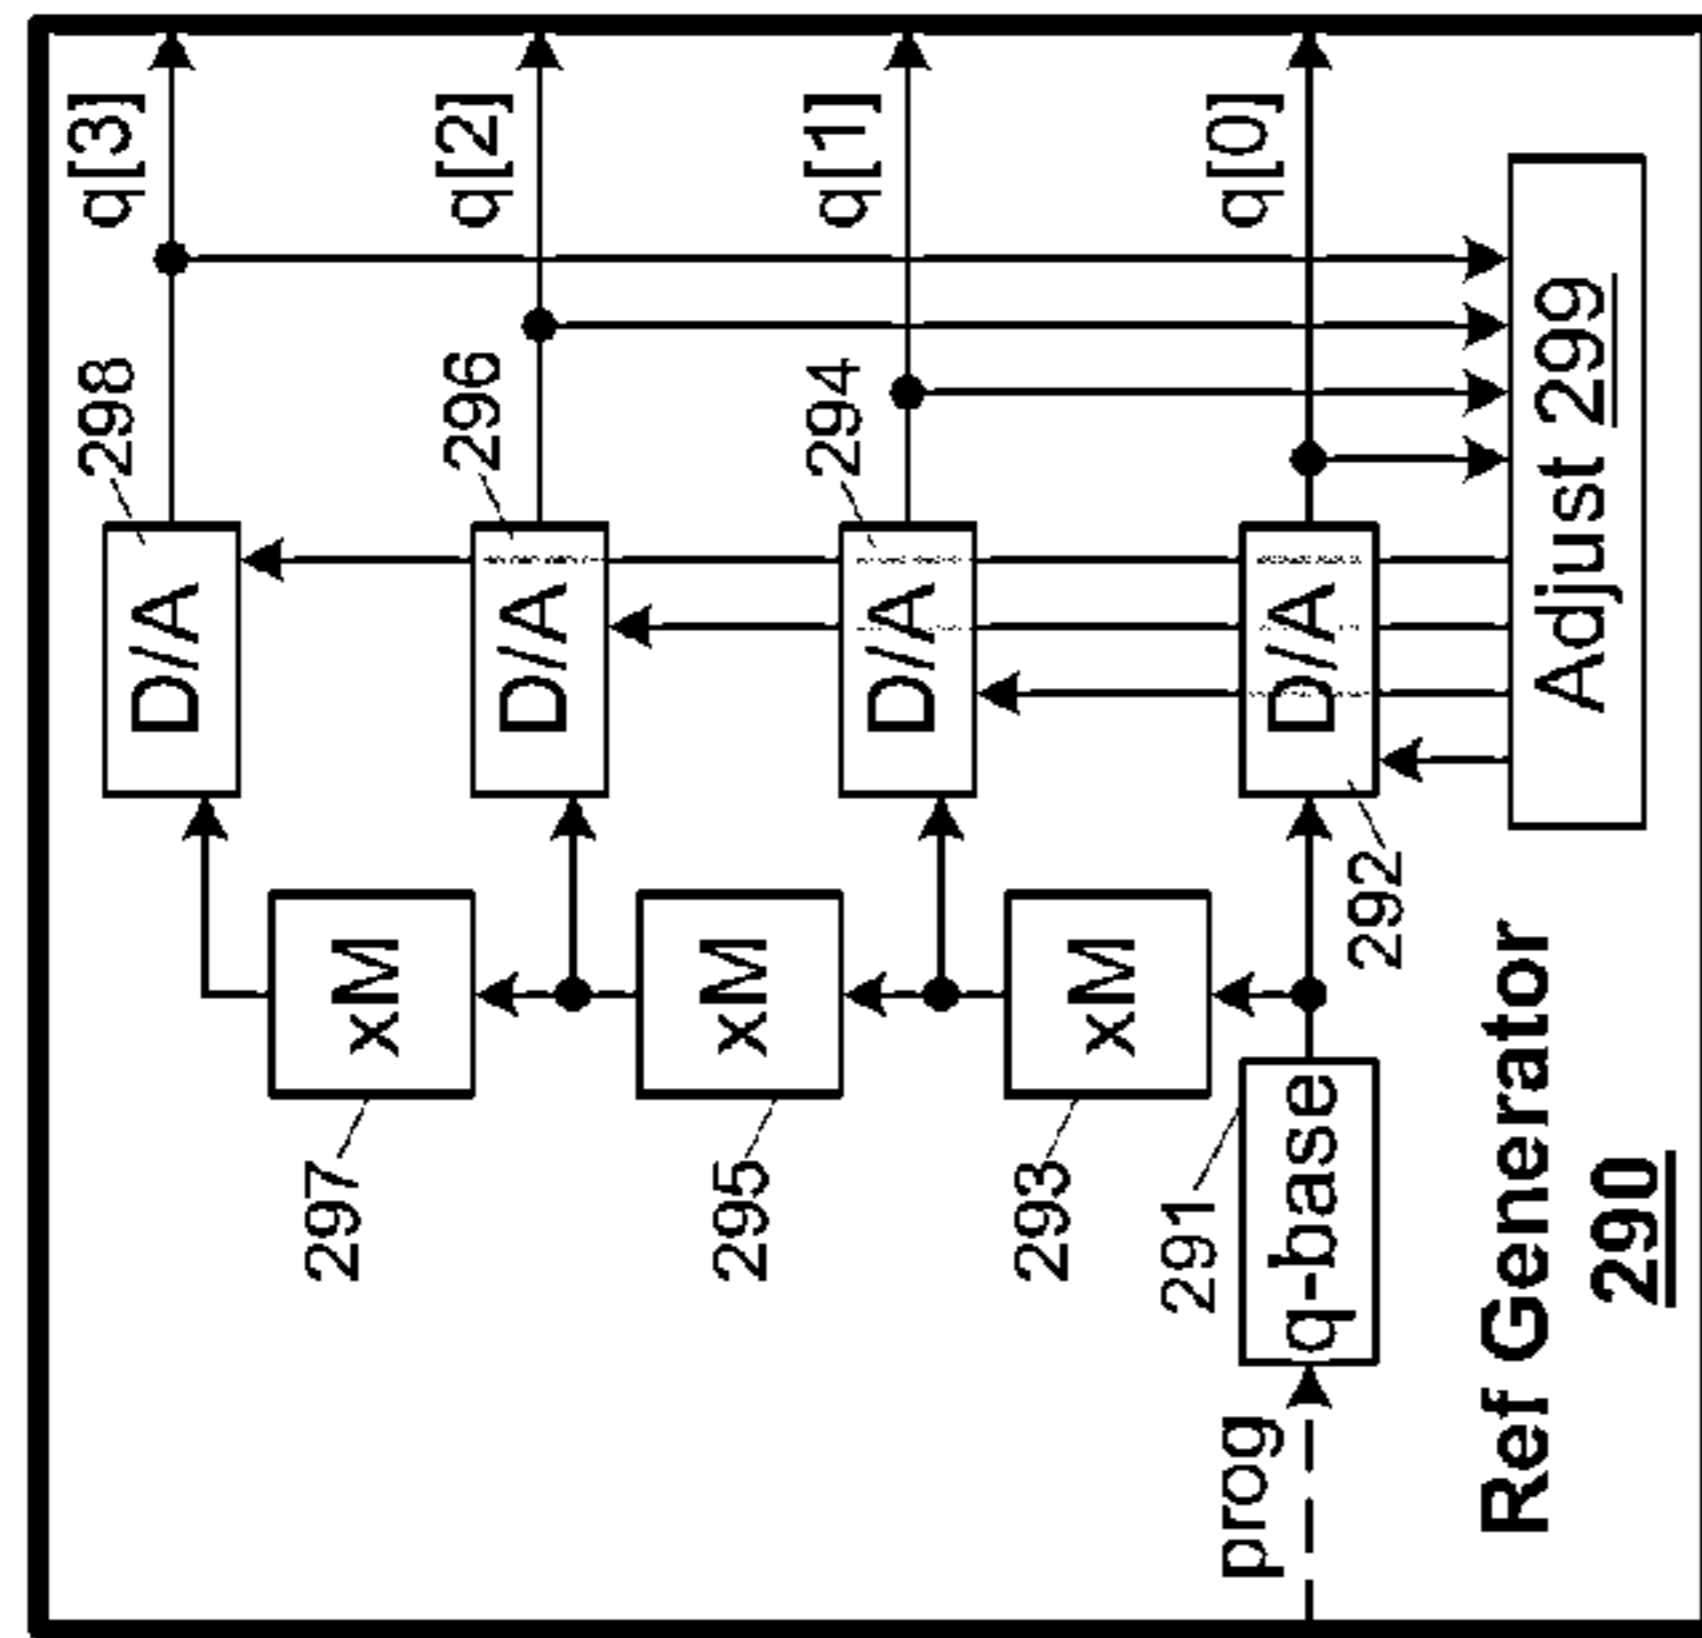 q[3]
q[2]
q[1]
q[0]
298
296
294
292
D/A
D/A
D/A
D/A
Adjust 299
xM
xM
xM
297
295
293
291
q-base
prog
Ref Generator
290